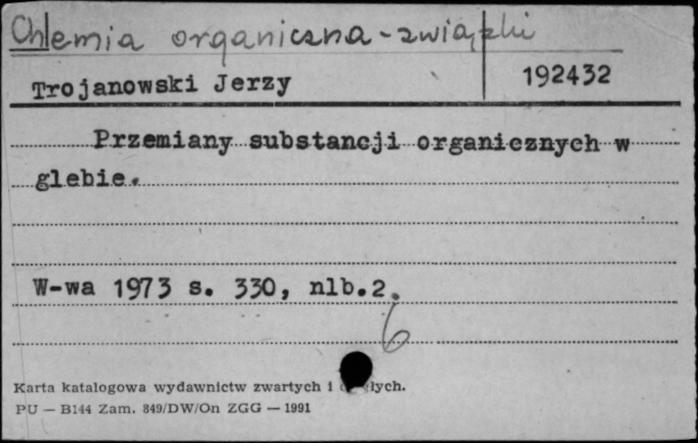 Chemia organiczna - związki
Trojanowski Jerzy 192432
Przemiany substancji organicznych w
glebie.
W-wa 1973 s. 330, nlb.2.
6
Karta katalogowa wydawnictw zwartych i
PU — B144 Zam. 849/DW/On ZGG — 1991